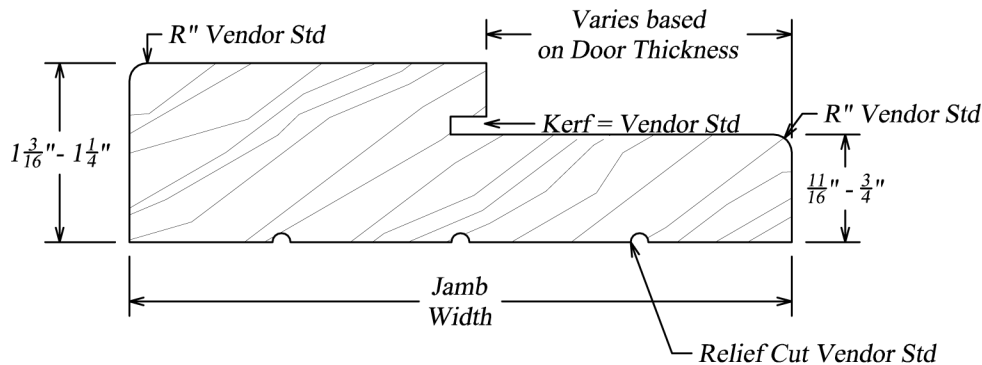 Varies based
on Door Thickness
R" Vendor Std
R" Vendor Std
Kerf = Vendor Std
1 3/16" - 1 1/4"
11/16" - 3/4"
Jamb
Width
Relief Cut Vendor Std